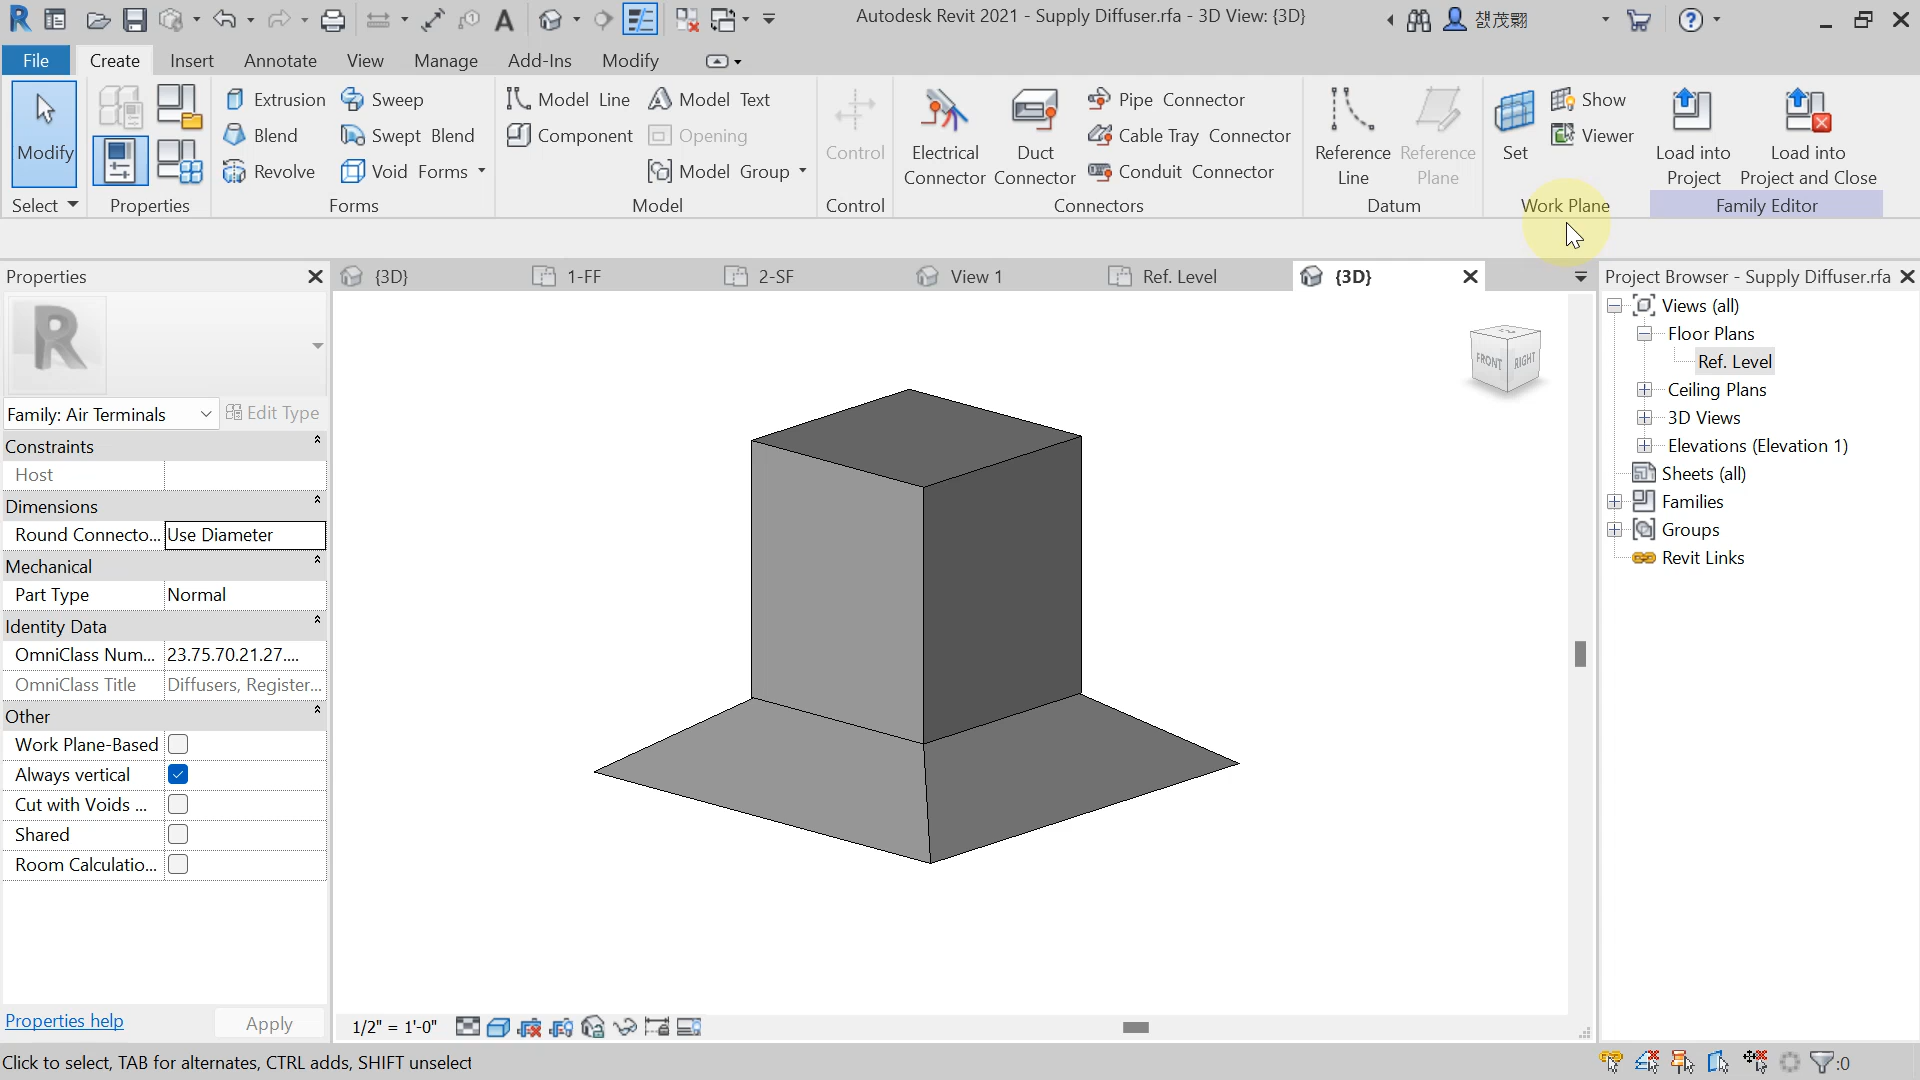 Autodesk Revit 2021 - Supply Diffuser.rfa - 3D View: {3D}
File Create Insert Annotate View Manage Add-Ins Modify
Modify
Select
Properties
Extrusion Sweep
Blend Swept Blend
Revolve Void Forms
Forms
Model Line Model Text
Component Opening
Model Group
Model
Control
Control
Electrical Connector
Duct Connector
Pipe Connector
Cable Tray Connector
Conduit Connector
Connectors
Reference Line
Reference Plane
Datum
Set
Show
Viewer
Work Plane
Load into Project
Load into Project and Close
Family Editor
Properties
{3D} 1-FF 2-SF View 1 Ref. Level {3D}
Project Browser - Supply Diffuser.rfa
R
Family: Air Terminals Edit Type
Constraints
Host
Dimensions
Round Connecto... Use Diameter
Mechanical
Part Type Normal
Identity Data
OmniClass Num... 23.75.70.21.27....
OmniClass Title Diffusers, Register...
Other
Work Plane-Based
Always vertical
Cut with Voids ...
Shared
Room Calculatio...
Properties help Apply
FRONT RIGHT
Views (all)
Floor Plans
Ref. Level
Ceiling Plans
3D Views
Elevations (Elevation 1)
Sheets (all)
Families
Groups
Revit Links
1/2" = 1'-0"
Click to select, TAB for alternates, CTRL adds, SHIFT unselect
:0